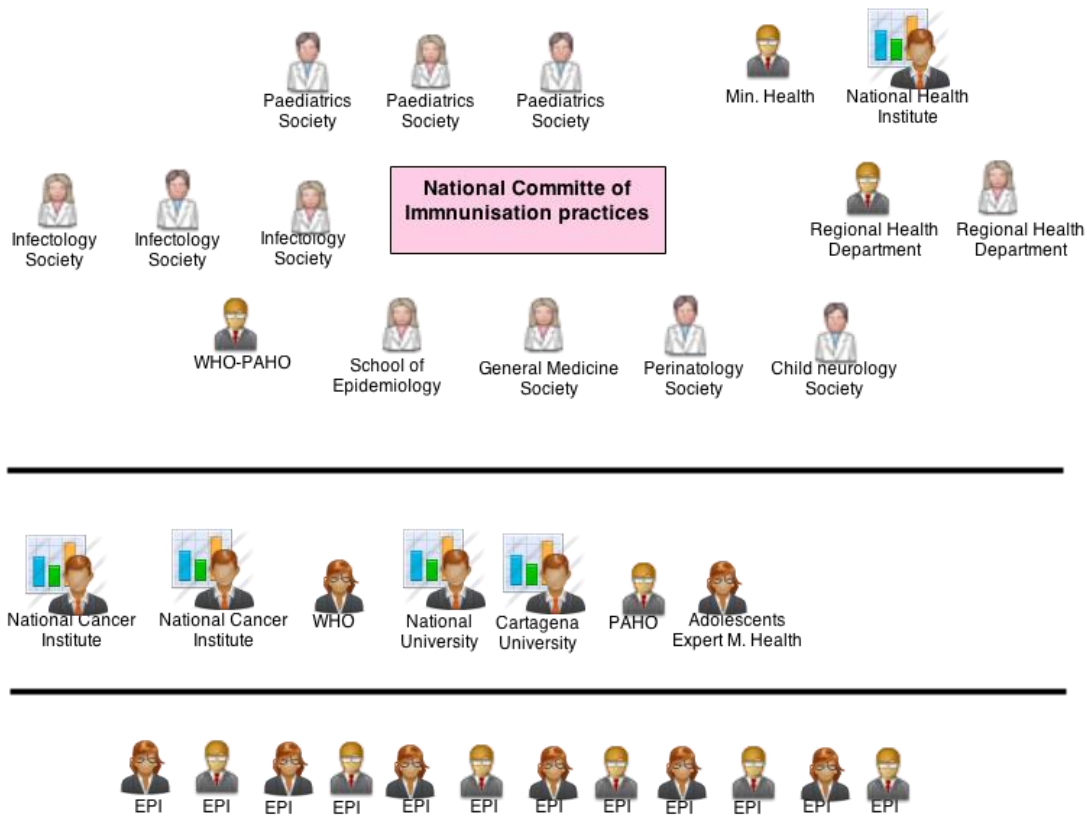 Paediatrics
Society
Paediatrics
Society
Paediatrics
Society
Min. Health
National Health
Institute
National Committe of
Immnunisation practices
Infectology
Society
Infectology
Society
Infectology
Society
Regional Health
Department
Regional Health
Department
WHO-PAHO
School of
Epidemiology
General Medicine
Society
Perinatology
Society
Child neurology
Society
National Cancer
Institute
National Cancer
Institute
WHO
National
University
Cartagena
University
PAHO
Adolescents
Expert M. Health
EPI
EPI
EPI
EPI
EPI
EPI
EPI
EPI
EPI
EPI
EPI
EPI